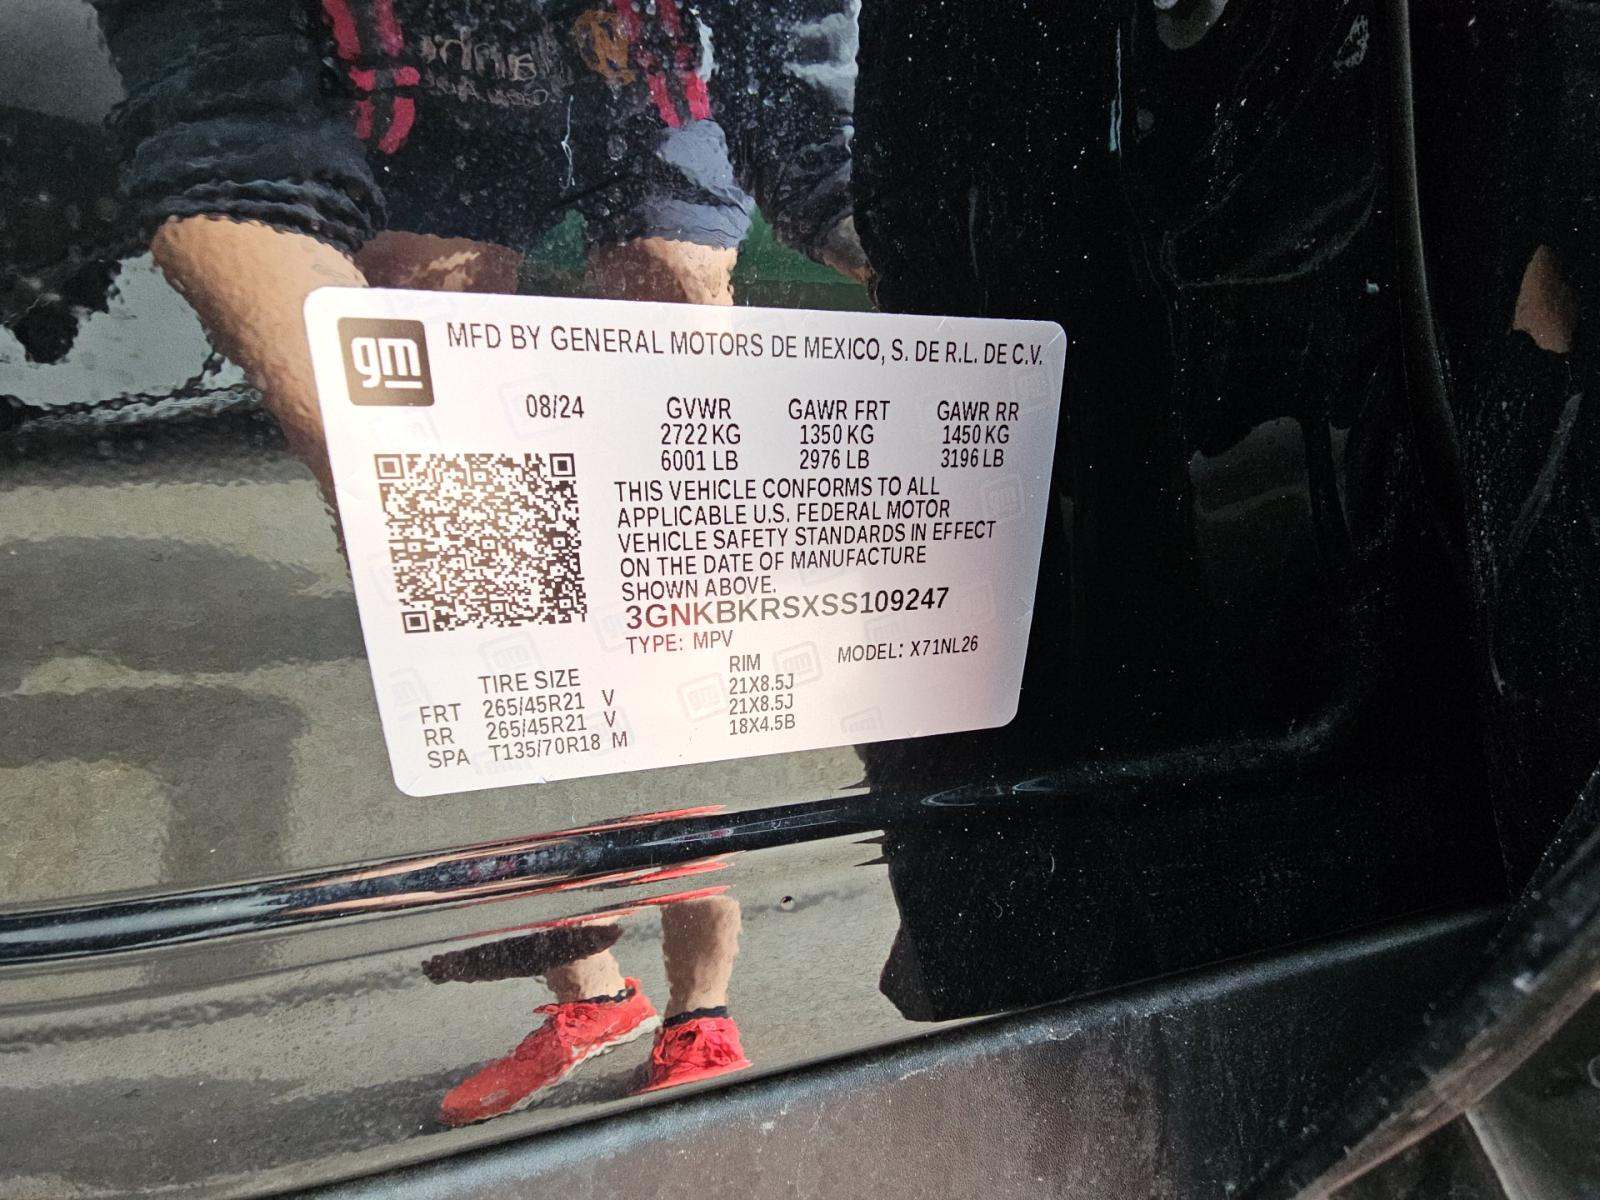 gm
MFD BY GENERAL MOTORS DE MEXICO, S. DE R.L. DE C.V.
08/24 GVWR GAWR FRT GAWR RR
2722 KG 1350 KG 1450 KG
6001 LB 2976 LB 3196 LB
THIS VEHICLE CONFORMS TO ALL
APPLICABLE U.S. FEDERAL MOTOR
VEHICLE SAFETY STANDARDS IN EFFECT
ON THE DATE OF MANUFACTURE
SHOWN ABOVE.
3GNKBKRSXSS109247
TYPE: MPV MODEL: X71NL26
TIRE SIZE RIM
FRT 265/45R21 V 21X8.5J
RR 265/45R21 V 21X8.5J
SPA T135/70R18 M 18X4.5B